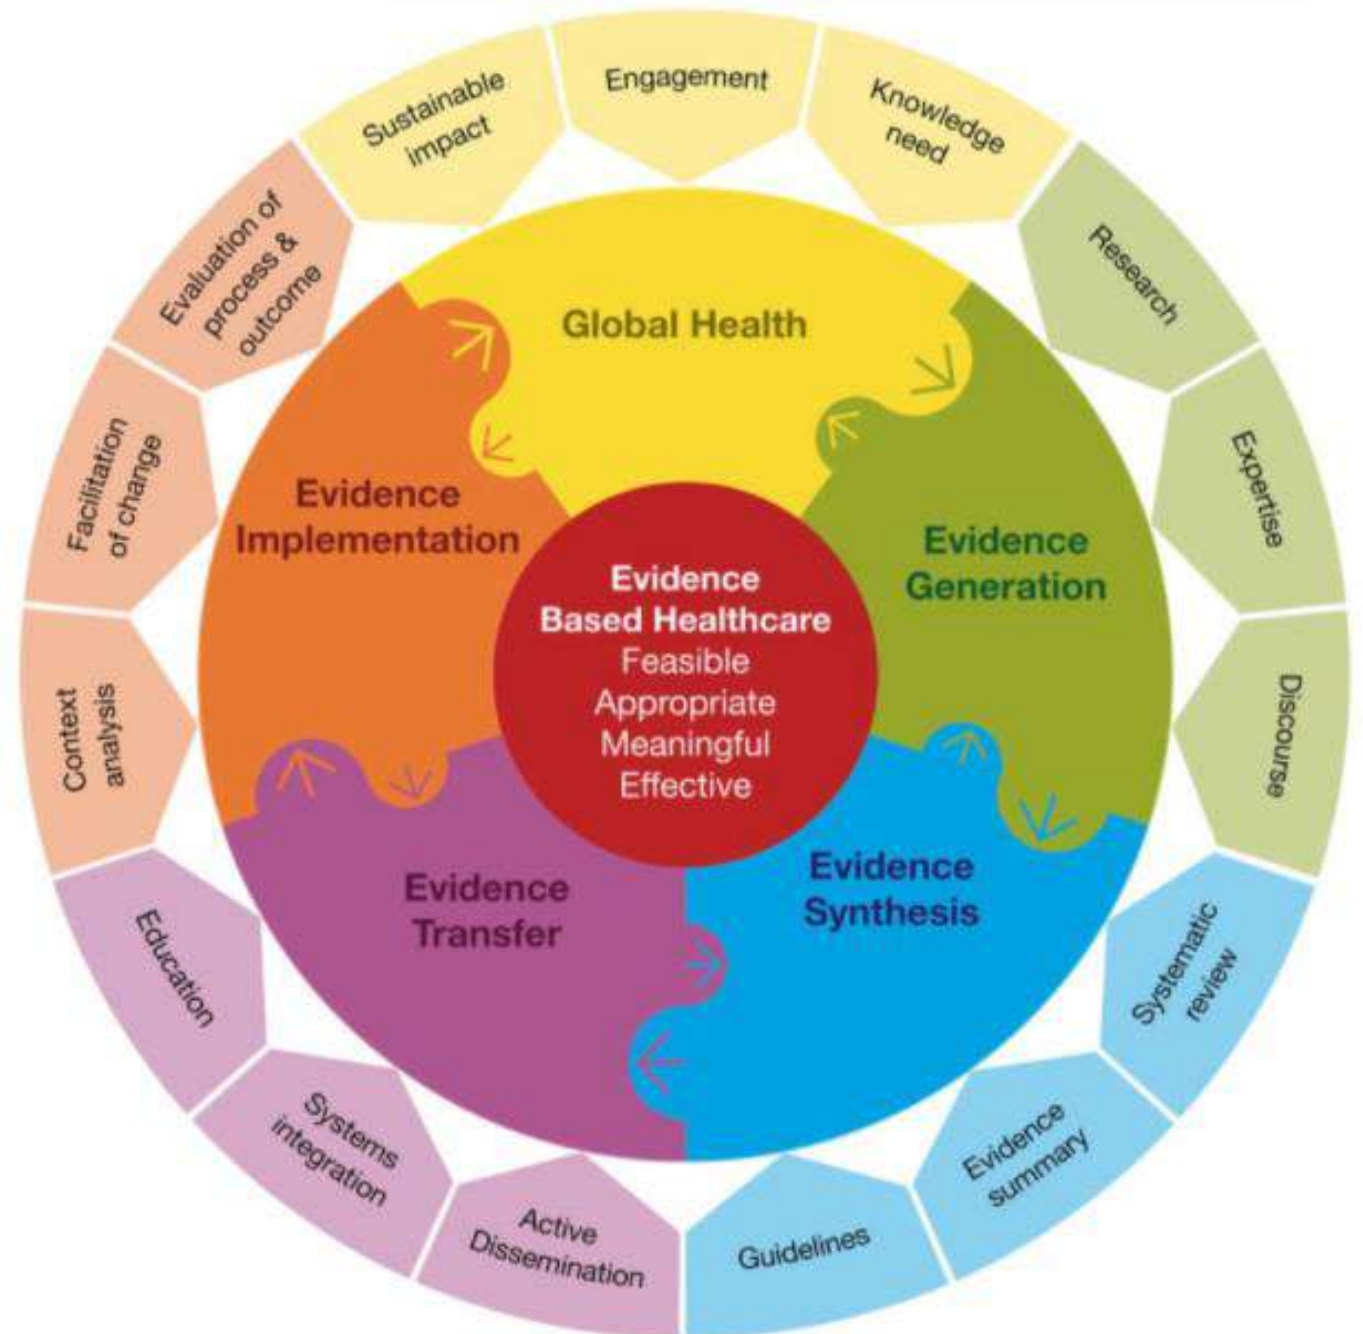 Engagement
Knowledge
need
Research
Expertise
Discourse
Systematic
review
Evidence
summary
Guidelines
Active
Dissemination
Systems
integration
Education
Context
analysis
Facilitation
of change
Evaluation of
process &
outcome
Sustainable
impact
Global Health
Evidence
Generation
Evidence
Synthesis
Evidence
Transfer
Evidence
Implementation
Evidence
Based Healthcare
Feasible
Appropriate
Meaningful
Effective